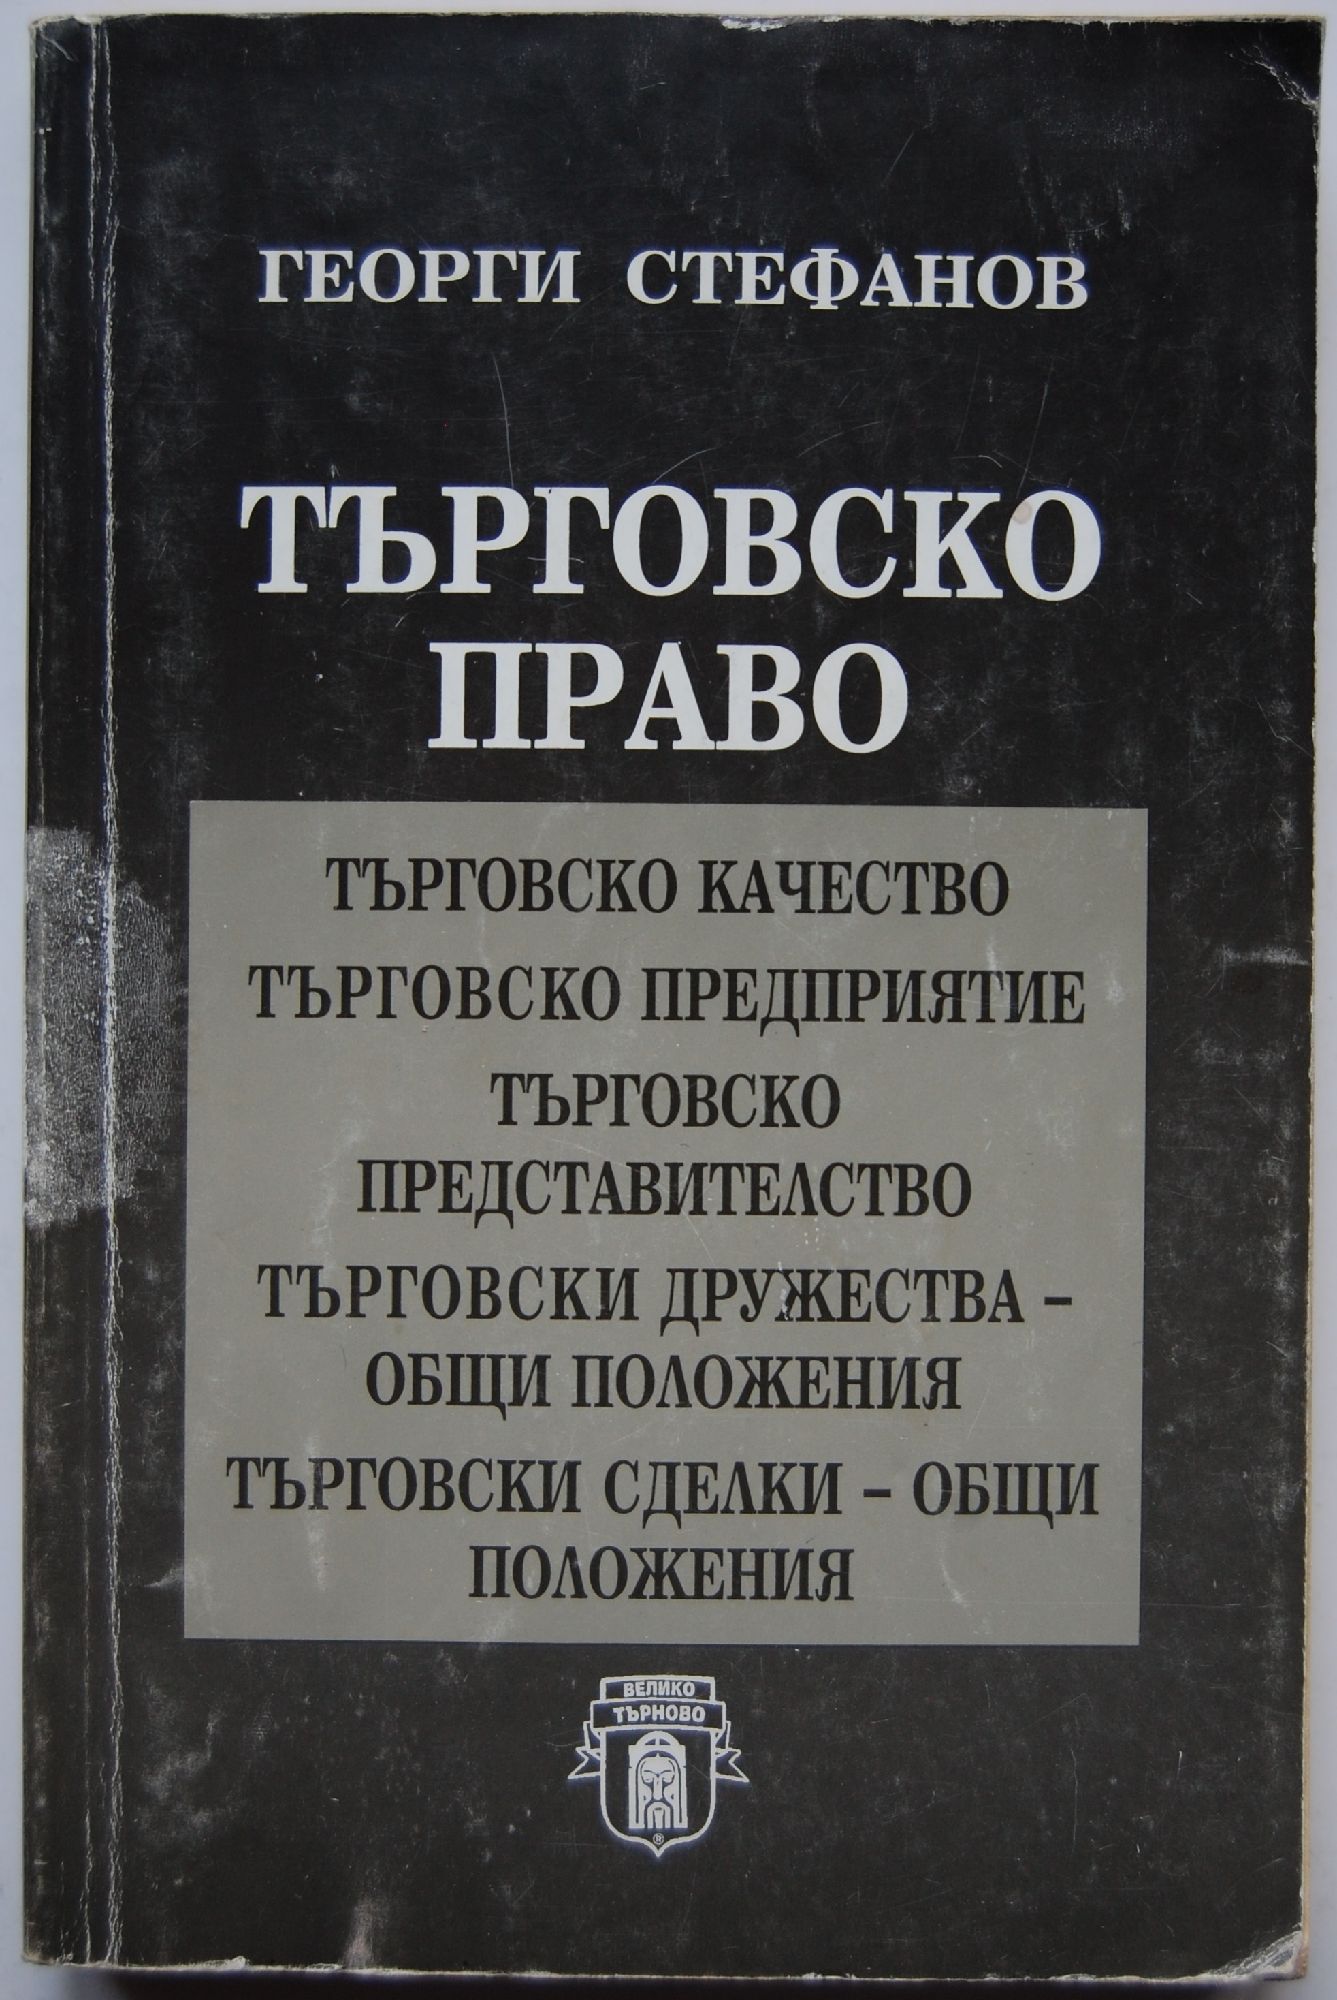 ГЕОРГИ СТЕФАНОВ
ТЪРГОВСКО
ПРАВО
ТЪРГОВСКО КАЧЕСТВО
ТЪРГОВСКО ПРЕДПРИЯТИЕ
ТЪРГОВСКО
ПРЕДСТАВИТЕЛСТВО
ТЪРГОВСКИ ДРУЖЕСТВА –
ОБЩИ ПОЛОЖЕНИЯ
ТЪРГОВСКИ СДЕЛКИ – ОБЩИ
ПОЛОЖЕНИЯ
ВЕЛИКО
ТЪРНОВО
®